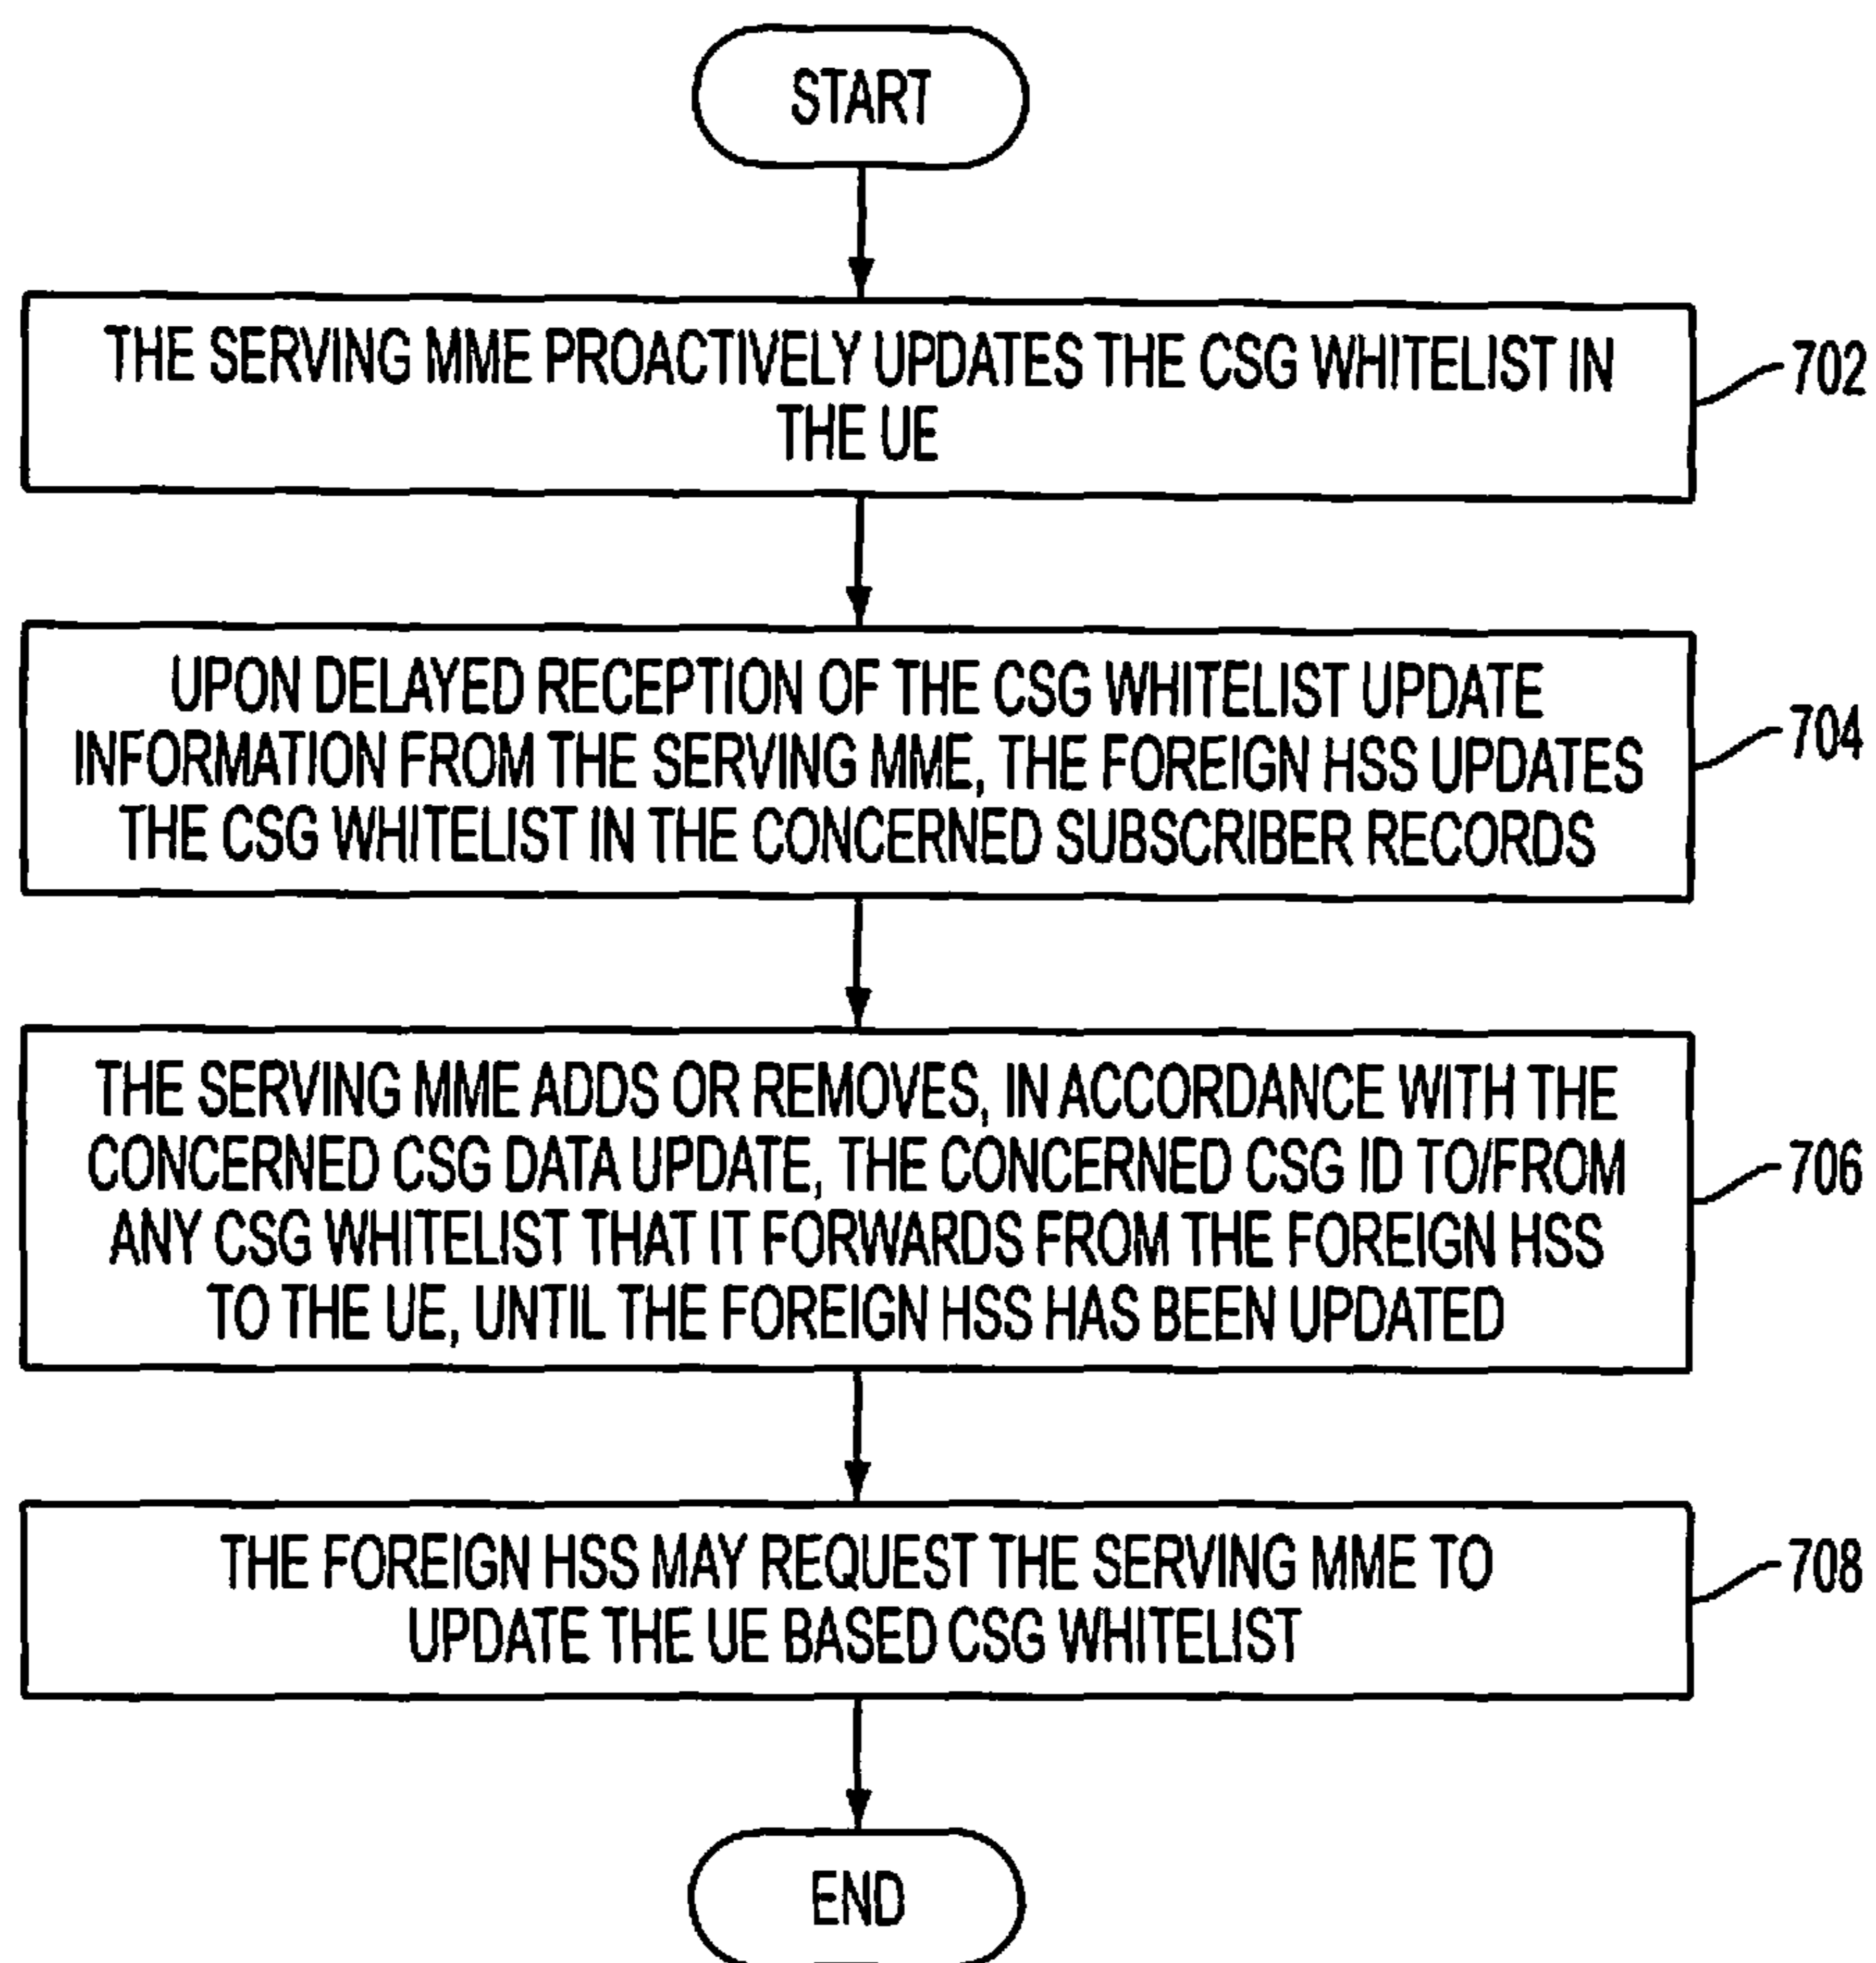 START
THE SERVING MME PROACTIVELY UPDATES THE CSG WHITELIST IN
THE UE
702
UPON DELAYED RECEPTION OF THE CSG WHITELIST UPDATE
INFORMATION FROM THE SERVING MME, THE FOREIGN HSS UPDATES
THE CSG WHITELIST IN THE CONCERNED SUBSCRIBER RECORDS
704
THE SERVING MME ADDS OR REMOVES, IN ACCORDANCE WITH THE
CONCERNED CSG DATA UPDATE, THE CONCERNED CSG ID TO/FROM
ANY CSG WHITELIST THAT IT FORWARDS FROM THE FOREIGN HSS
TO THE UE, UNTIL THE FOREIGN HSS HAS BEEN UPDATED
706
THE FOREIGN HSS MAY REQUEST THE SERVING MME TO
UPDATE THE UE BASED CSG WHITELIST
708
END